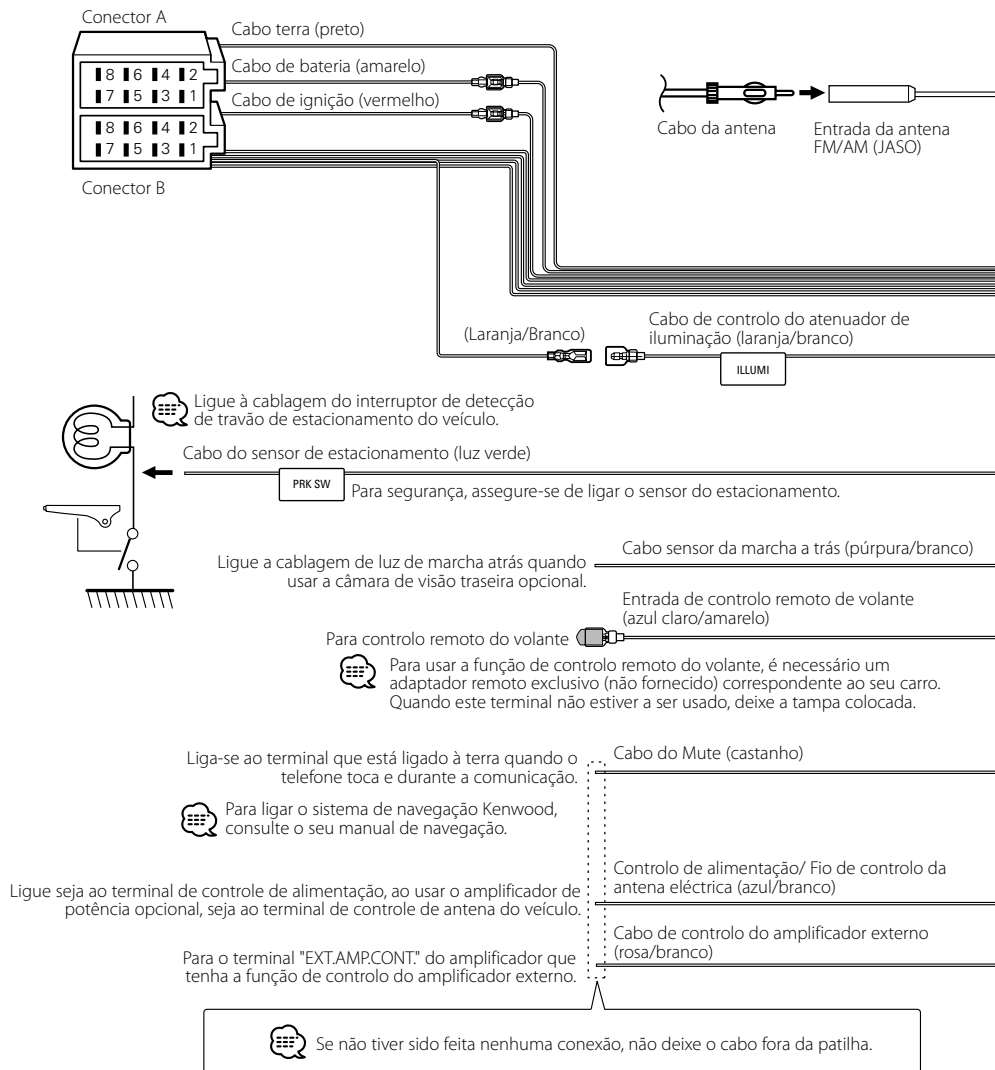 Conector A
Cabo terra (preto)
Cabo de bateria (amarelo)
8 6 4 2
7 5 3 1
Cabo de ignição (vermelho)
8 6 4 2
7 5 3 1
Conector B
Cabo da antena
Entrada da antena
FM/AM (JASO)
(Laranja/Branco)
Cabo de controlo do atenuador de
iluminação (laranja/branco)
ILLUMI
Ligue à cablagem do interruptor de detecção
de travão de estacionamento do veículo.
Cabo do sensor de estacionamento (luz verde)
PRK SW
Para segurança, assegure-se de ligar o sensor do estacionamento.
Ligue a cablagem de luz de marcha atrás quando
usar a câmara de visão traseira opcional.
Cabo sensor da marcha a trás (púrpura/branco)
Entrada de controlo remoto de volante
(azul claro/amarelo)
Para controlo remoto do volante
Para usar a função de controlo remoto do volante, é necessário um
adaptador remoto exclusivo (não fornecido) correspondente ao seu carro.
Quando este terminal não estiver a ser usado, deixe a tampa colocada.
Liga-se ao terminal que está ligado à terra quando o
telefone toca e durante a comunicação.
Cabo do Mute (castanho)
Para ligar o sistema de navegação Kenwood,
consulte o seu manual de navegação.
Ligue seja ao terminal de controle de alimentação, ao usar o amplificador de
potência opcional, seja ao terminal de controle de antena do veículo.
Controlo de alimentação/ Fio de controlo da
antena eléctrica (azul/branco)
Para o terminal "EXT.AMP.CONT." do amplificador que
tenha a função de controlo do amplificador externo.
Cabo de controlo do amplificador externo
(rosa/branco)
Se não tiver sido feita nenhuma conexão, não deixe o cabo fora da patilha.